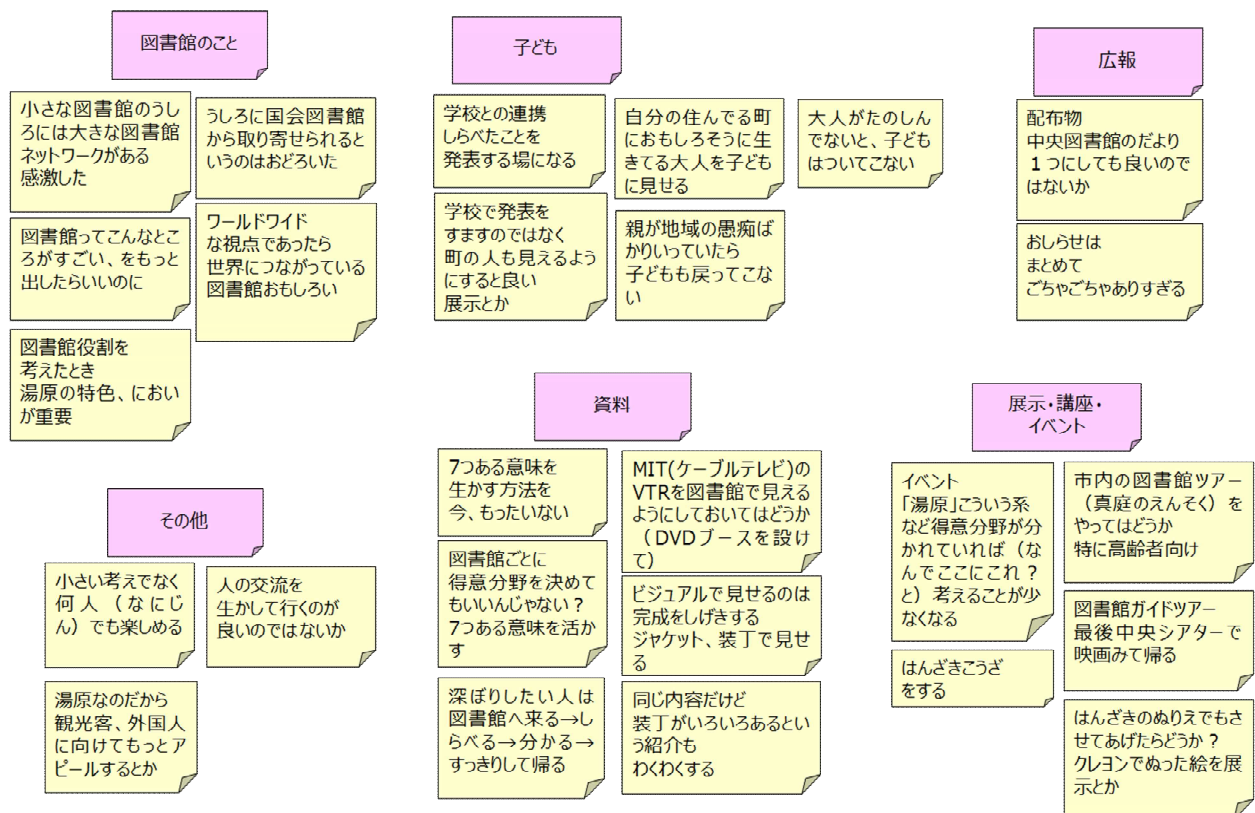 図書館のこと
小さな図書館のうし
ろには大きな図書館
ネットワークがある
感激した
うしろに国会図書館
から取り寄せられると
いうのはおどろいた
図書館ってこんなとこ
ろがすごい、をもっと
出したらいいのに
ワールドワイド
な視点であったら
世界につながっている
図書館おもしろい
図書館役割を
考えたとき
湯原の特色、におい
が重要
子ども
学校との連携
しらべたことを
発表する場になる
自分の住んでる町
におもしろそうに生
きてる大人を子ども
に見せる
大人がたのしん
でないと、子ども
はついてこない
学校で発表を
すますのではなく
町の人も見えるよう
にすると良い
展示とか
親が地域の愚痴ば
かりいっていたら
子どもも戻ってこな
い
広報
配布物
中央図書館のだより
1つにしても良いので
はないか
おしらせは
まとめて
ごちゃごちゃありすぎる
その他
小さい考えでなく
何人(なにじ
ん)でも楽しめる
人の交流を
生かして行くのが
良いのではないか
湯原なのだから
観光客、外国人
に向けてもっとア
ピールするとか
資料
7つある意味を
生かす方法を
今、もったいない
MIT(ケーブルテレビ)の
VTRを図書館で見える
ようにしておいてはどうか
(DVDブースを設け
て)
図書館ごとに
得意分野を決めて
もいいんじゃない?
7つある意味を活か
す
ビジュアルで見せるのは
完成をしげきする
ジャケット、装丁で見せ
る
深ぼりしたい人は
図書館へ来る→し
らべる→分かる→
すっきりして帰る
同じ内容だけど
装丁がいろいろあるとい
う紹介も
わくわくする
展示・講座・
イベント
イベント
「湯原」こういう系
など得意分野が分
かれていれば(な
んでここにこれ?
と)考えることが少
なくなる
市内の図書館ツアー
(真庭のえんそく)を
やってはどうか
特に高齢者向け
図書館ガイドツアー
最後中央シアターで
映画みて帰る
はんざきこうざ
をする
はんざきのぬりえでもさ
せてあげたらどうか?
クレヨンでぬった絵を展
示とか